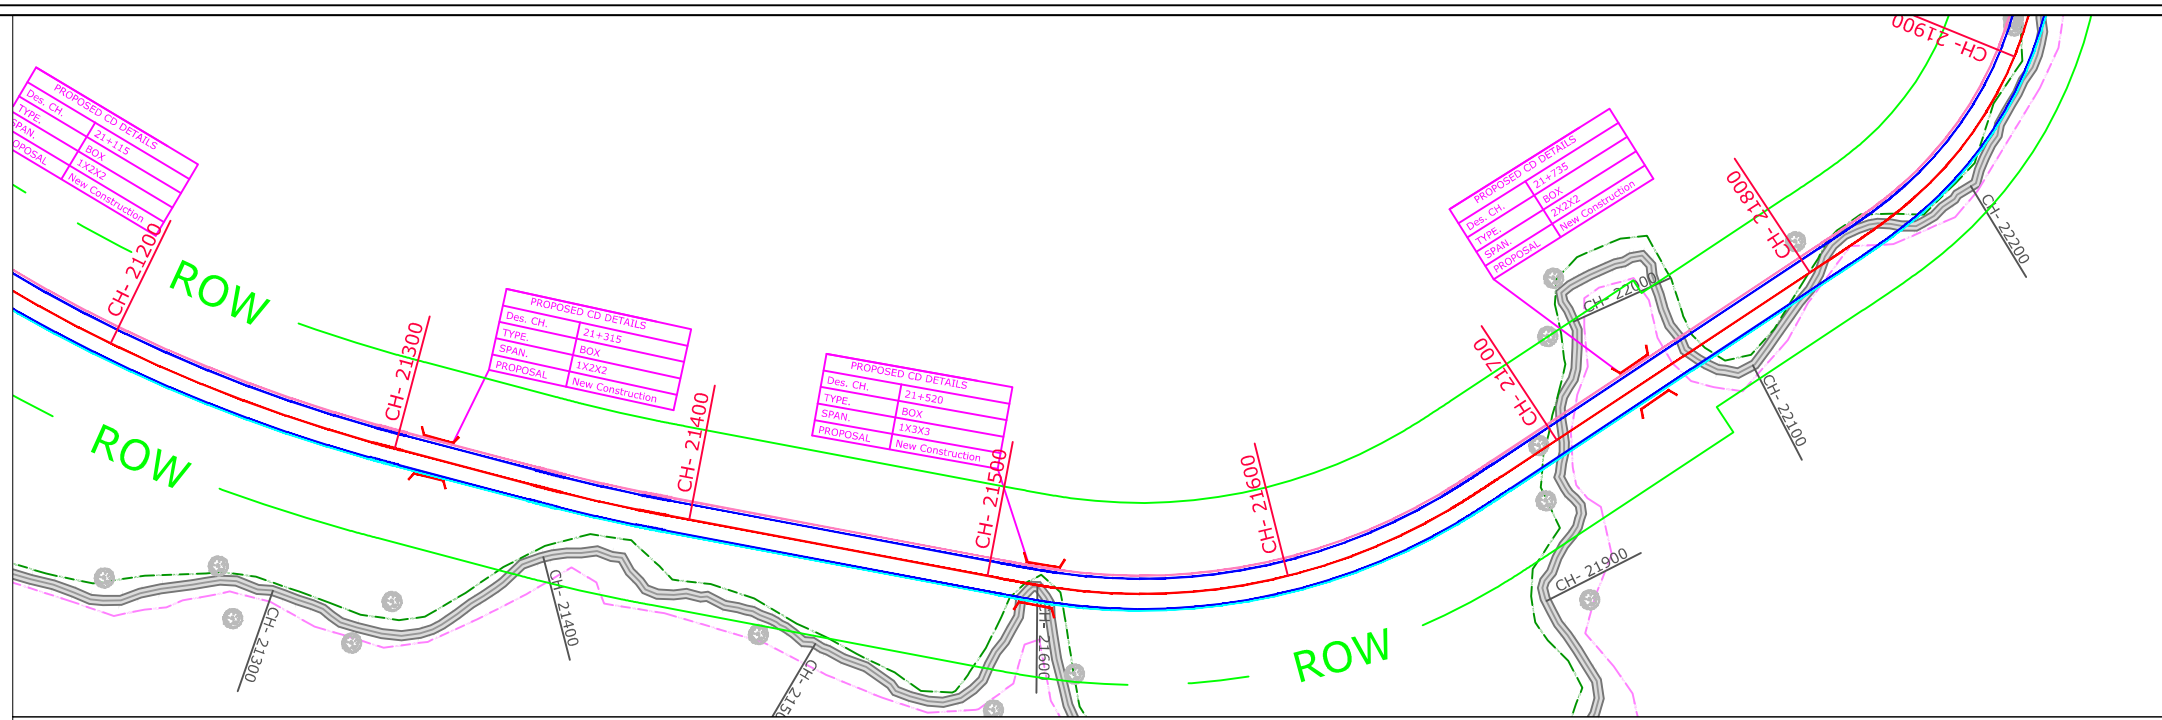 CH- 21900
PROPOSED CD DETAILS
Des. CH. 21+115
TYPE. BOX
SPAN. 1X2X2
PROPOSAL New Construction
CH- 21200
ROW
ROW
CH- 21300
PROPOSED CD DETAILS
Des. CH. 21+315
TYPE. BOX
SPAN. 1X2X2
PROPOSAL New Construction
CH- 21400
PROPOSED CD DETAILS
Des. CH. 21+520
TYPE. BOX
SPAN. 1X3X3
PROPOSAL New Construction
CH- 21500
CH- 21600
PROPOSED CD DETAILS
Des. CH. 21+735
TYPE. BOX
SPAN. 2X2X2
PROPOSAL New Construction
CH- 21700
CH- 21800
CH- 22200
CH- 22000
CH- 22100
CH- 21900
ROW
CH- 21300
CH- 21400
CH- 2150
CH- 21600